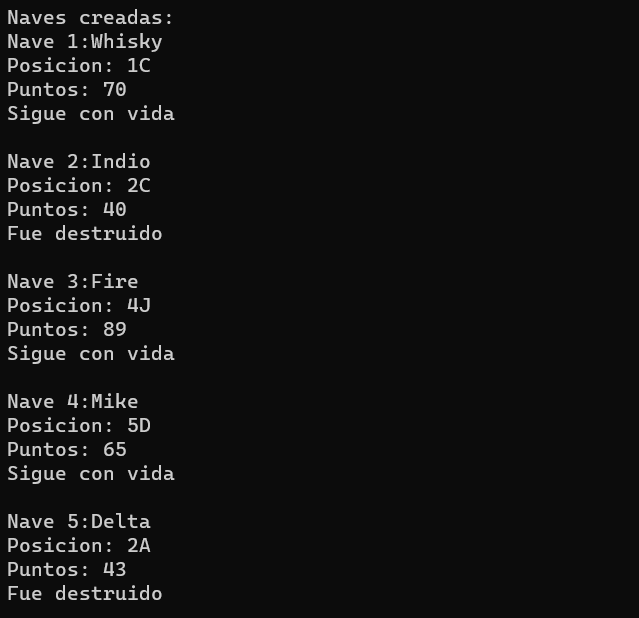 Naves creadas:
Nave 1:Whisky
Posicion: 1C
Puntos: 70
Sigue con vida
Nave 2:Indio
Posicion: 2C
Puntos: 40
Fue destruido
Nave 3:Fire
Posicion: 4J
Puntos: 89
Sigue con vida
Nave 4:Mike
Posicion: 5D
Puntos: 65
Sigue con vida
Nave 5:Delta
Posicion: 2A
Puntos: 43
Fue destruido